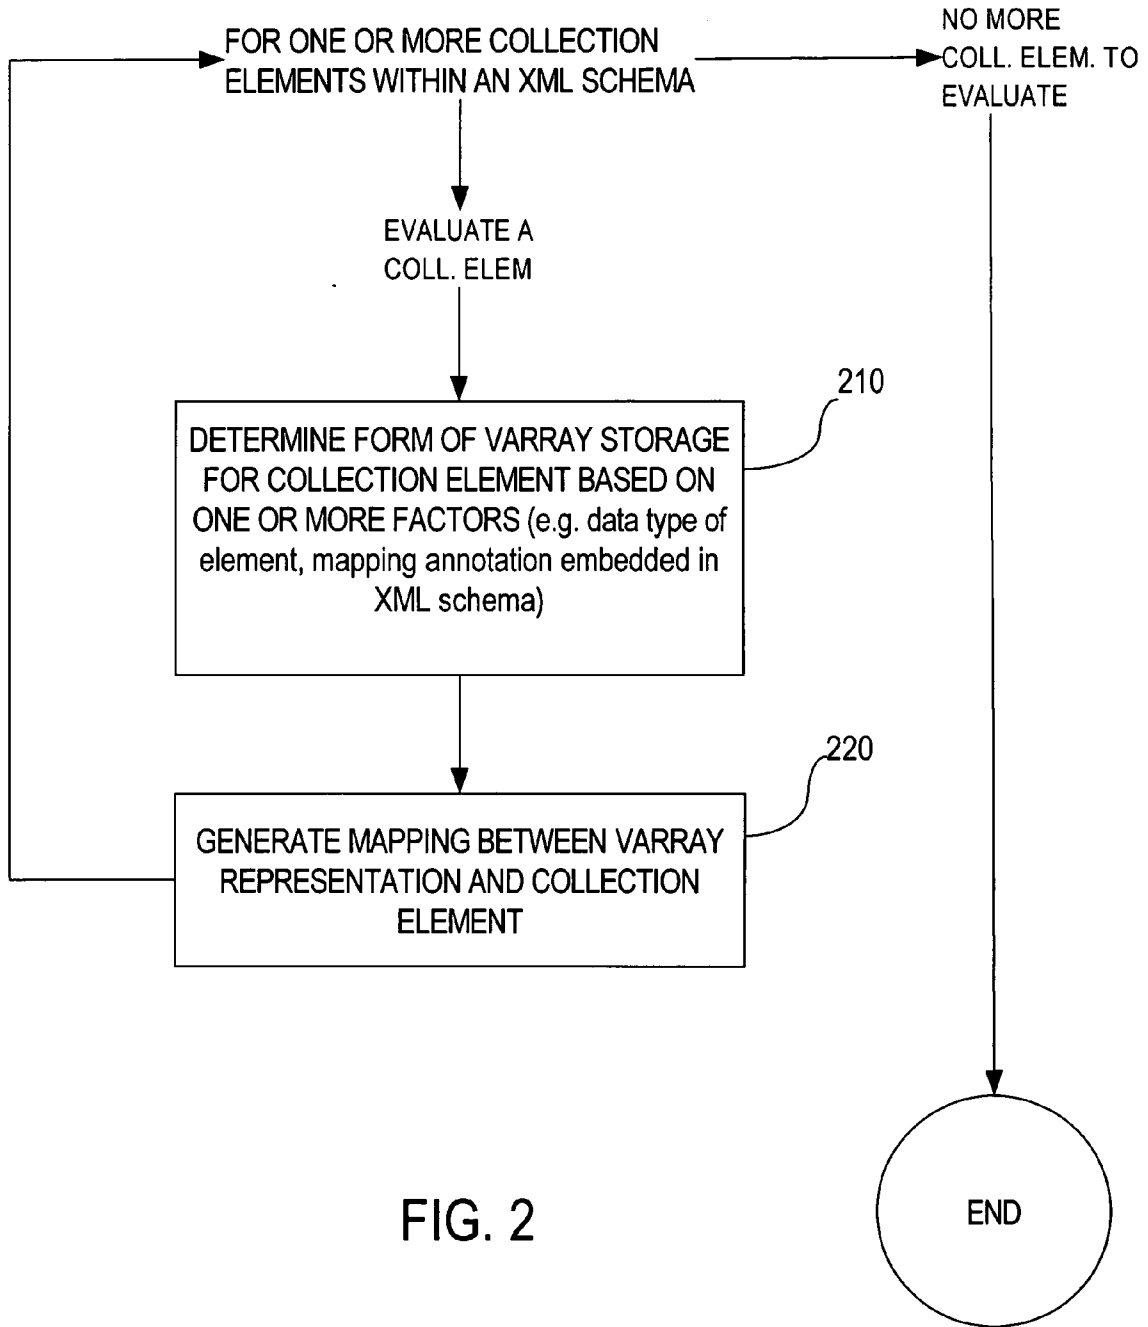 FOR ONE OR MORE COLLECTION
ELEMENTS WITHIN AN XML SCHEMA
NO MORE
COLL. ELEM. TO
EVALUATE
EVALUATE A
COLL. ELEM
210
DETERMINE FORM OF VARRAY STORAGE
FOR COLLECTION ELEMENT BASED ON
ONE OR MORE FACTORS (e.g. data type of
element, mapping annotation embedded in
XML schema)
220
GENERATE MAPPING BETWEEN VARRAY
REPRESENTATION AND COLLECTION
ELEMENT
FIG. 2
END